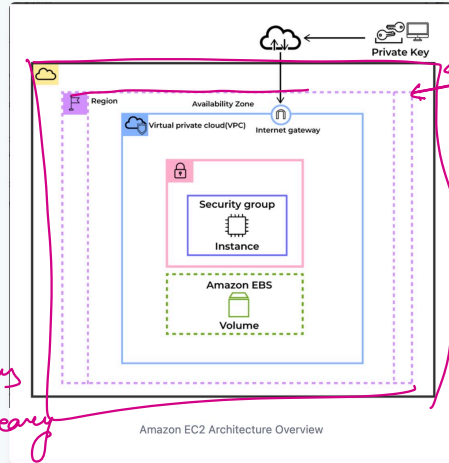 Private Key
Region
Availability Zone
Virtual private cloud(VPC)
Internet gateway
Security group
Instance
Amazon EBS
Volume
Amazon EC2 Architecture Overview